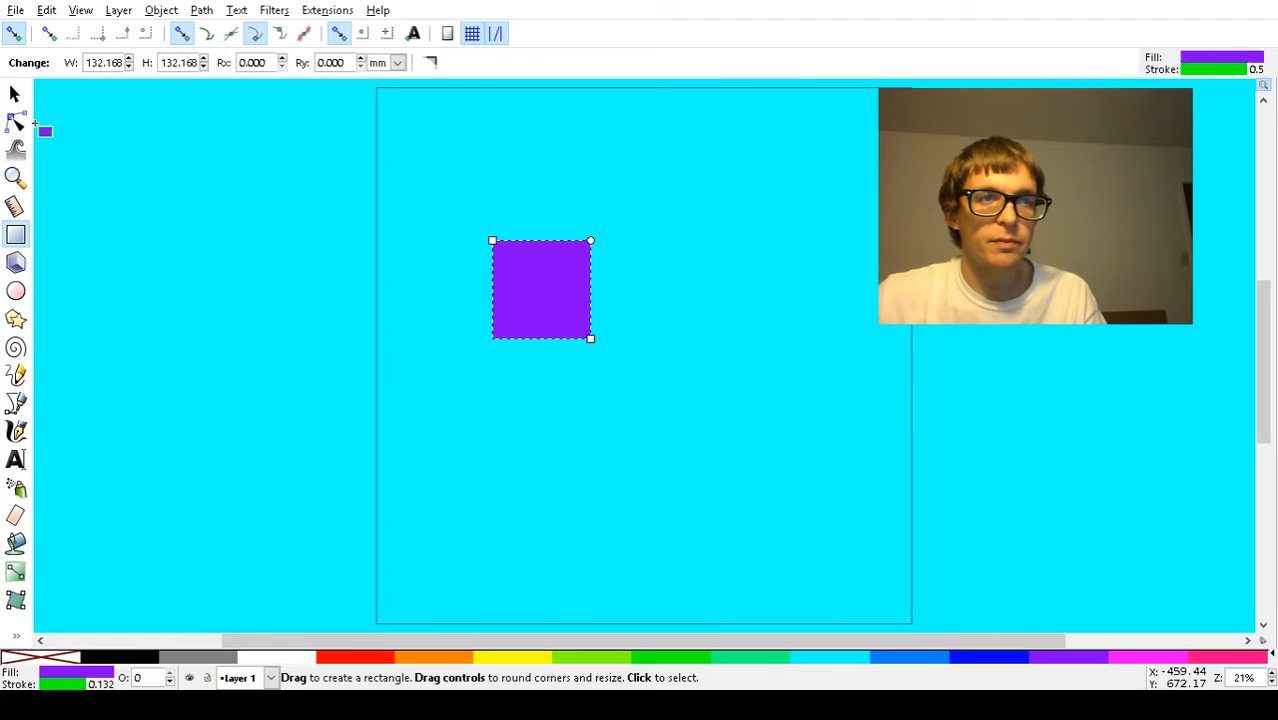 File Edit View Layer Object Path Text Filters Extensions Help
Change: W: 132.168 H: 132.168 Rx: 0.000 Ry: 0.000 mm
Fill:
Stroke: 0.5
Fill:
Stroke: 0.132
O: 0
•Layer 1
Drag to create a rectangle. Drag controls to round corners and resize. Click to select.
X: -459.44
Y: 672.17
Z: 21%